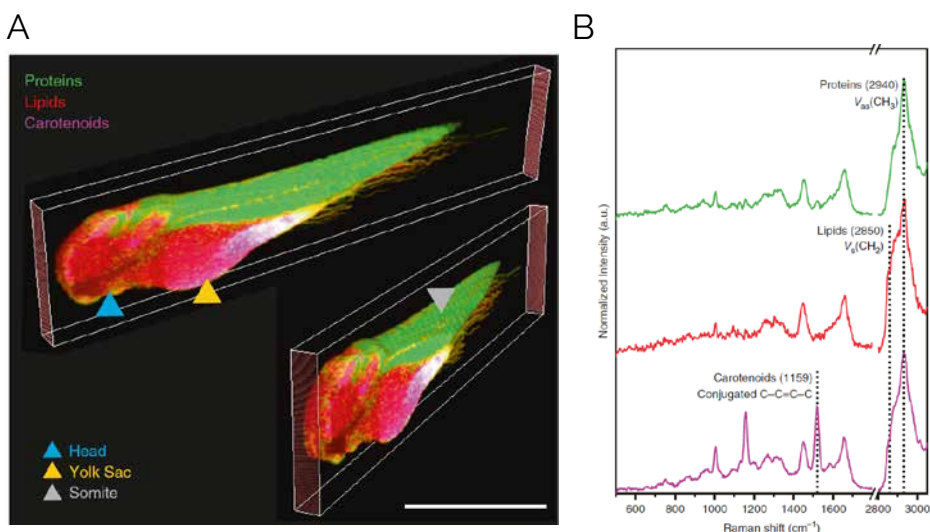 A
B
Proteins
Lipids
Carotenoids
Head
Yolk Sac
Somite
Proteins (2940)
Vas(CH3)
Lipids (2850)
Vs(CH2)
Carotenoids (1159)
Conjugated C–C=C–C
Normalized Intensity (a.u.)
600 800 1000 1200 1400 1600 2800 3000
Raman shift (cm⁻¹)